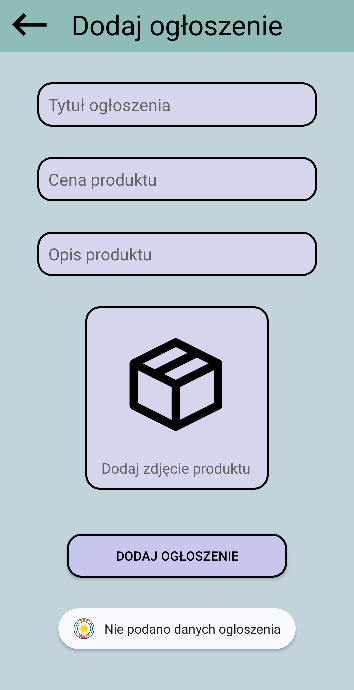 Dodaj ogłoszenie
Tytuł ogłoszenia
Cena produktu
Opis produktu
Dodaj zdjęcie produktu
DODAJ OGŁOSZENIE
Nie podano danych ogloszenia